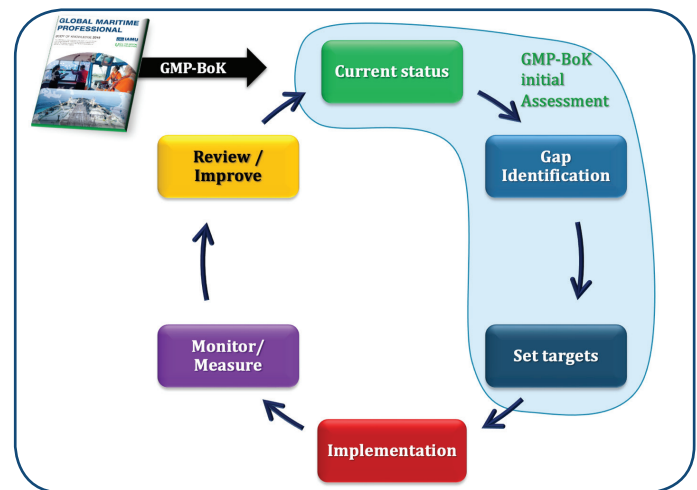 GLOBAL MARITIME
PROFESSIONAL
IAMU
GMP-BoK
Current status
GMP-BoK
initial
Assessment
Gap
Identification
Set targets
Implementation
Monitor/
Measure
Review /
Improve